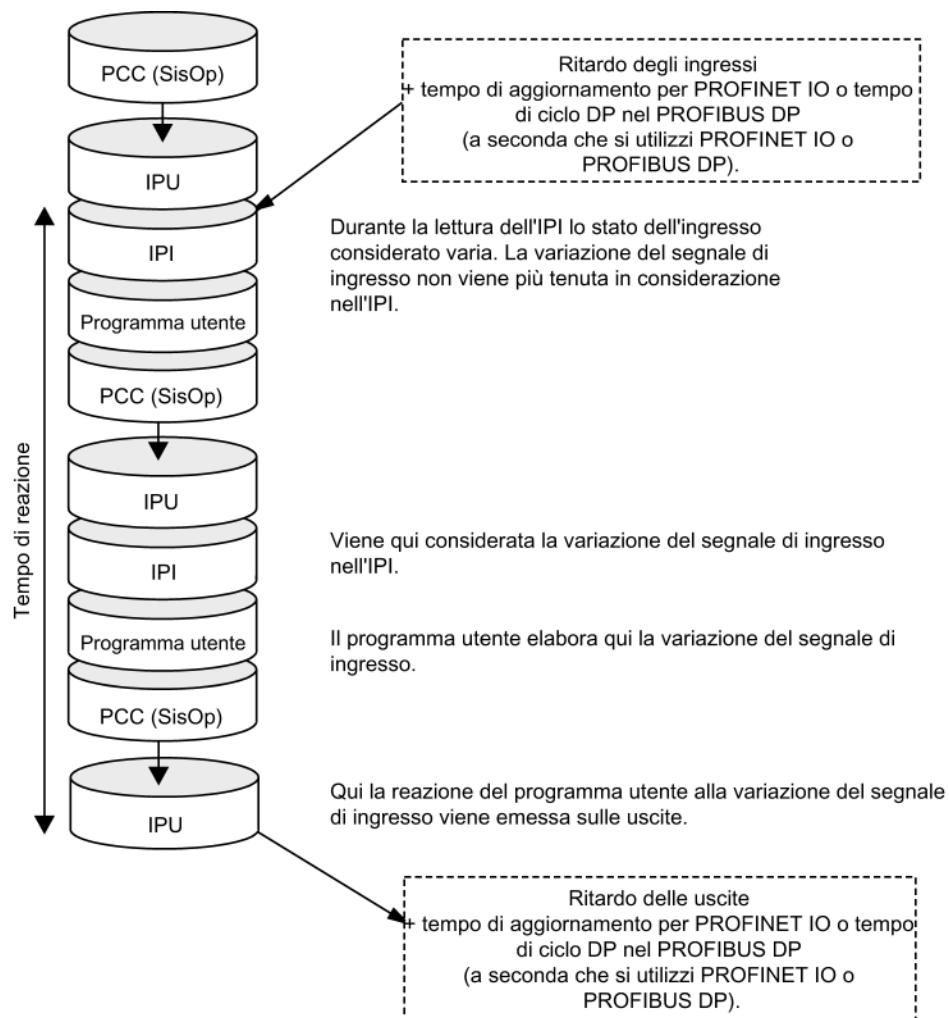 PCC (SisOp)
Ritardo degli ingressi
+ tempo di aggiornamento per PROFINET IO o tempo
di ciclo DP nel PROFIBUS DP
(a seconda che si utilizzi PROFINET IO o
PROFIBUS DP).
IPU
IPI
Durante la lettura dell'IPI lo stato dell'ingresso
considerato varia. La variazione del segnale di
ingresso non viene più tenuta in considerazione
nell'IPI.
Programma utente
PCC (SisOp)
Tempo di reazione
IPU
IPI
Viene qui considerata la variazione del segnale di ingresso
nell'IPI.
Programma utente
Il programma utente elabora qui la variazione del segnale di
ingresso.
PCC (SisOp)
IPU
Qui la reazione del programma utente alla variazione del segnale
di ingresso viene emessa sulle uscite.
Ritardo delle uscite
+ tempo di aggiornamento per PROFINET IO o tempo
di ciclo DP nel PROFIBUS DP
(a seconda che si utilizzi PROFINET IO o
PROFIBUS DP).